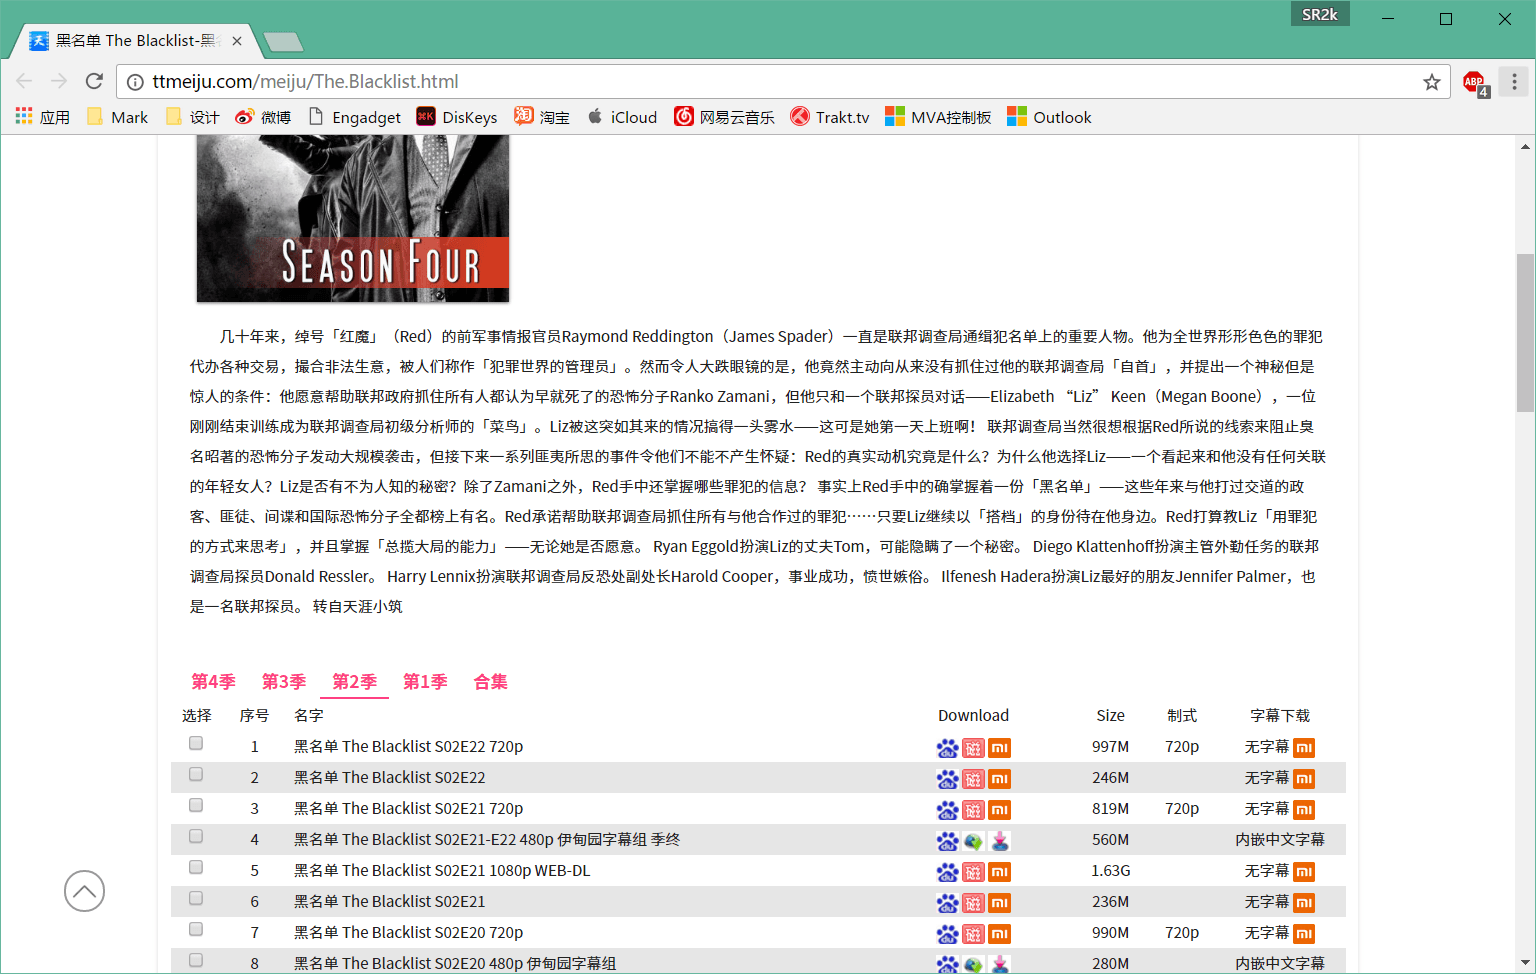 SR2k
黑名单 The Blacklist-黑
ttmeiju.com/meiju/The.Blacklist.html
ABP 4
应用 Mark 设计 微博 Engadget DisKeys 淘宝 iCloud 网易云音乐 Trakt.tv MVA控制板 Outlook
SEASON FOUR
几十年来，绰号「红魔」（Red）的前军事情报官员Raymond Reddington（James Spader）一直是联邦调查局通缉犯名单上的重要人物。他为全世界形形色色的罪犯
代办各种交易，撮合非法生意，被人们称作「犯罪世界的管理员」。然而令人大跌眼镜的是，他竟然主动向从来没有抓住过他的联邦调查局「自首」，并提出一个神秘但是
惊人的条件：他愿意帮助联邦政府抓住所有人都认为早就死了的恐怖分子Ranko Zamani，但他只和一个联邦探员对话——Elizabeth “Liz” Keen（Megan Boone），一位
刚刚结束训练成为联邦调查局初级分析师的「菜鸟」。Liz被这突如其来的情况搞得一头雾水——这可是她第一天上班啊！ 联邦调查局当然很想根据Red所说的线索来阻止臭
名昭著的恐怖分子发动大规模袭击，但接下来一系列匪夷所思的事件令他们不能不产生怀疑：Red的真实动机究竟是什么？为什么他选择Liz——一个看起来和他没有任何关联
的年轻女人？Liz是否有不为人知的秘密？除了Zamani之外，Red手中还掌握哪些罪犯的信息？ 事实上Red手中的确掌握着一份「黑名单」——这些年来与他打过交道的政
客、匪徒、间谍和国际恐怖分子全都榜上有名。Red承诺帮助联邦调查局抓住所有与他合作过的罪犯……只要Liz继续以「搭档」的身份待在他身边。Red打算教Liz「用罪犯
的方式来思考」，并且掌握「总揽大局的能力」——无论她是否愿意。 Ryan Eggold扮演Liz的丈夫Tom，可能隐瞒了一个秘密。 Diego Klattenhoff扮演主管外勤任务的联邦
调查局探员Donald Ressler。 Harry Lennix扮演联邦调查局反恐处副处长Harold Cooper，事业成功，愤世嫉俗。 Ilfenesh Hadera扮演Liz最好的朋友Jennifer Palmer，也
是一名联邦探员。 转自天涯小筑
第4季 第3季 第2季 第1季 合集
选择 序号 名字 Download Size 制式 字幕下载
1 黑名单 The Blacklist S02E22 720p 997M 720p 无字幕
2 黑名单 The Blacklist S02E22 246M 无字幕
3 黑名单 The Blacklist S02E21 720p 819M 720p 无字幕
4 黑名单 The Blacklist S02E21-E22 480p 伊甸园字幕组 季终 560M 内嵌中文字幕
5 黑名单 The Blacklist S02E21 1080p WEB-DL 1.63G 无字幕
6 黑名单 The Blacklist S02E21 236M 无字幕
7 黑名单 The Blacklist S02E20 720p 990M 720p 无字幕
8 黑名单 The Blacklist S02E20 480p 伊甸园字幕组 280M 内嵌中文字幕